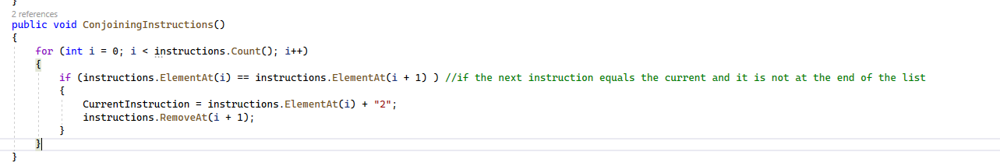 }
2 references
public void ConjoiningInstructions()
{
    for (int i = 0; i < instructions.Count(); i++)
    {
        if (instructions.ElementAt(i) == instructions.ElementAt(i + 1) ) //if the next instruction equals the current and it is not at the end of the list
        {
            CurrentInstruction = instructions.ElementAt(i) + "2";
            instructions.RemoveAt(i + 1);
        }
    }
}